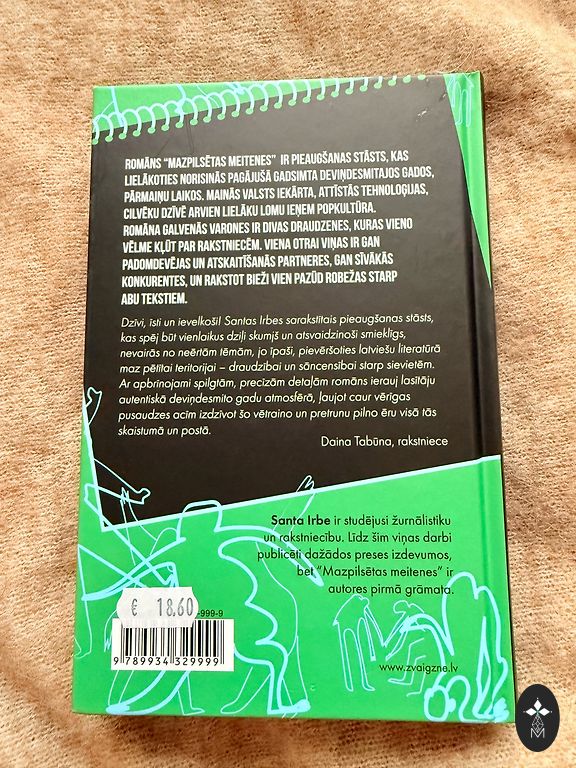 ROMĀNS "MAZPILSĒTAS MEITENES" IR PIEAUGŠANAS STĀSTS, KAS
LIELĀKOTIES NORISINĀS PAGĀJUŠĀ GADSIMTA DEVIŅDESMITAJOS GADOS,
PĀRMAIŅU LAIKOS. MAINĀS VALSTS IEKĀRTA, ATTĪSTĀS TEHNOLOĢIJAS,
CILVĒKU DZĪVĒ ARVIEN LIELĀKU LOMU IEŅEM POPKULTŪRA.
ROMĀNA GALVENĀS VARONES IR DIVAS DRAUDZENES, KURAS VIENO
VĒLME KĻŪT PAR RAKSTNIECĒM. VIENA OTRAI VIŅAS IR GAN
PADOMDEVĒJAS UN ATSKAITĪŠANĀS PARTNERES, GAN SĪVĀKĀS
KONKURENTES, UN RAKSTOT BIEŽI VIEN PAZŪD ROBEŽAS STARP
ABU TEKSTIEM.
Dzīvi, īsti un ievelkoši! Santas Irbes sarakstītais pieaugšanas stāsts,
kas spēj būt vienlaikus dziļi skumjš un atsvaidzinoši smieklīgs,
nevairās no neērtām tēmām, jo īpaši, pievēršoties latviešu literatūrā
maz pētītai teritorijai – draudzībai un sāncensībai starp sievietēm.
Ar apbrīnojami spilgtām, precīzām detaļām romāns ierauj lasītāju
autentiskā deviņdesmito gadu atmosfērā, ļaujot caur vērīgas
pusaudzes acīm izdzīvot šo vētraino un pretrunu pilno ēru visā tās
skaistumā un postā.
Daina Tabūna, rakstniece
Santa Irbe ir studējusi žurnālistiku
un rakstniecību. Līdz šim viņas darbi
publicēti dažādos preses izdevumos,
bet "Mazpilsētas meitenes" ir
autores pirmā grāmata.
€ 18.60
-999-9
9 789934 329999
www.zvaigzne.lv
M